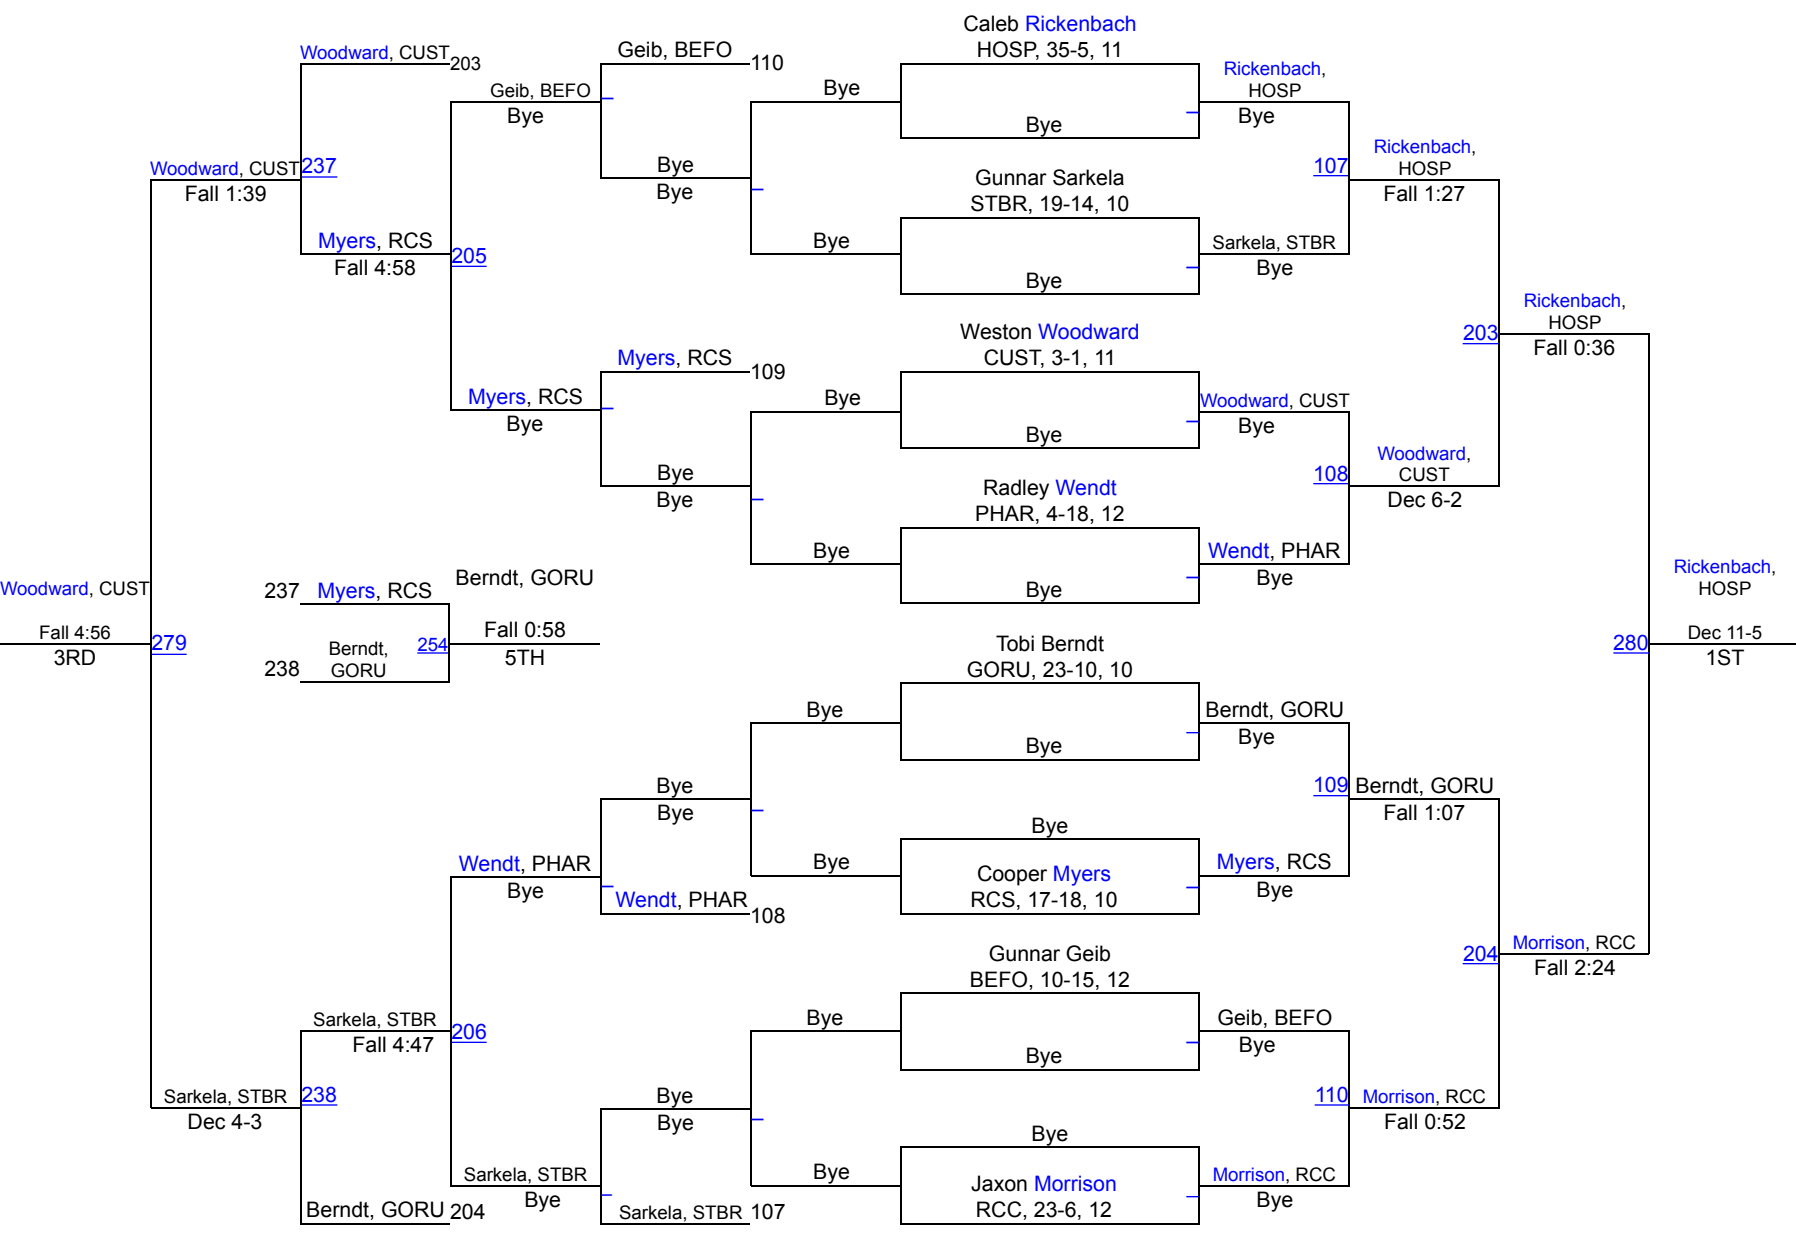 Caleb Rickenbach
HOSP, 35-5, 11
Bye
Gunnar Sarkela
STBR, 19-14, 10
Bye
Weston Woodward
CUST, 3-1, 11
Bye
Radley Wendt
PHAR, 4-18, 12
Bye
Tobi Berndt
GORU, 23-10, 10
Bye
Bye
Cooper Myers
RCS, 17-18, 10
Gunnar Geib
BEFO, 10-15, 12
Bye
Bye
Jaxon Morrison
RCC, 23-6, 12
Rickenbach,
HOSP
Bye
107
Sarkela, STBR
Bye
Woodward, CUST
Bye
108
Wendt, PHAR
Bye
Berndt, GORU
Bye
109
Myers, RCS
Bye
Geib, BEFO
Bye
110
Morrison, RCC
Bye
Rickenbach,
HOSP
Fall 1:27
203
Woodward,
CUST
Dec 6-2
Berndt, GORU
Fall 1:07
204
Morrison, RCC
Fall 0:52
Rickenbach,
HOSP
Fall 0:36
280
Morrison, RCC
Fall 2:24
Rickenbach,
HOSP
Dec 11-5
1ST
Bye
Bye
Bye
Bye
Bye
Bye
Bye
Bye
Geib, BEFO
110
Bye
Bye
Myers, RCS
109
Bye
Bye
Bye
Bye
Wendt, PHAR
108
Bye
Bye
Sarkela, STBR
107
Geib, BEFO
Bye
205
Myers, RCS
Bye
Wendt, PHAR
Bye
206
Sarkela, STBR
Bye
Woodward, CUST
203
237
Myers, RCS
Fall 4:58
Sarkela, STBR
Fall 4:47
238
Berndt, GORU
204
Woodward, CUST
Fall 1:39
279
Sarkela, STBR
Dec 4-3
Woodward, CUST
Fall 4:56
3RD
237
Myers, RCS
254
238
Berndt,
GORU
Berndt, GORU
Fall 0:58
5TH